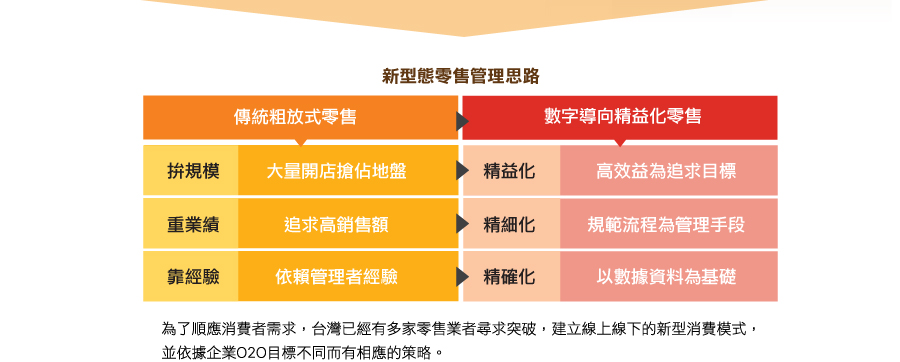 新型態零售管理思路
傳統粗放式零售 數字導向精益化零售
拚規模 大量開店搶佔地盤 精益化 高效益為追求目標
重業績 追求高銷售額 精細化 規範流程為管理手段
靠經驗 依賴管理者經驗 精確化 以數據資料為基礎
為了順應消費者需求，台灣已經有多家零售業者尋求突破，建立線上線下的新型消費模式，
並依據企業O2O目標不同而有相應的策略。